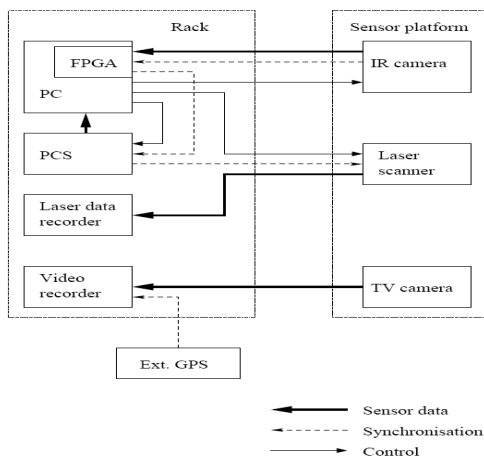 Rack
Sensor platform
FPGA
PC
IR camera
PCS
Laser
scanner
Laser data
recorder
Video
recorder
TV camera
Ext. GPS
Sensor data
Synchronisation
Control